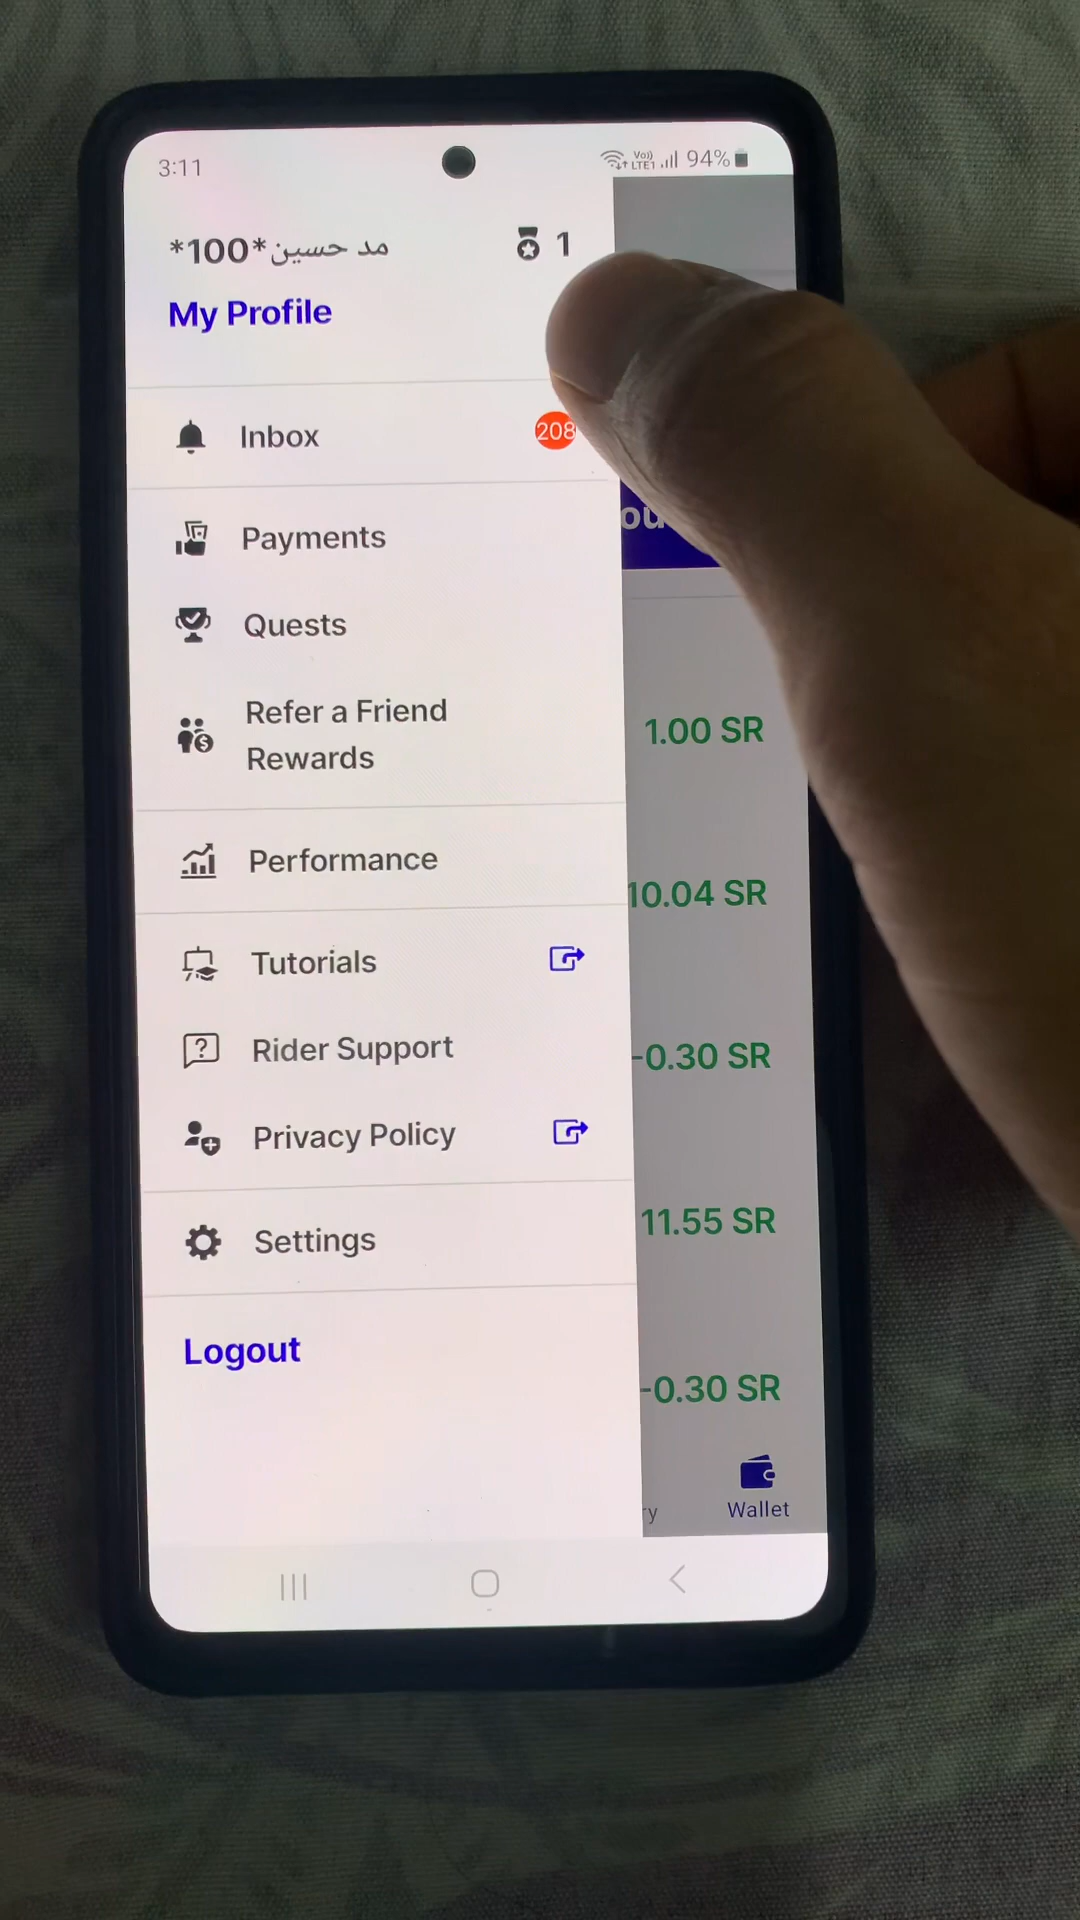 3:11
Vo)) LTE1 94%
*100*مد حسين
1
My Profile
Inbox
208
Payments
Quests
Refer a Friend
Rewards
1.00 SR
Performance
10.04 SR
Tutorials
Rider Support
-0.30 SR
Privacy Policy
11.55 SR
Settings
Logout
-0.30 SR
Wallet